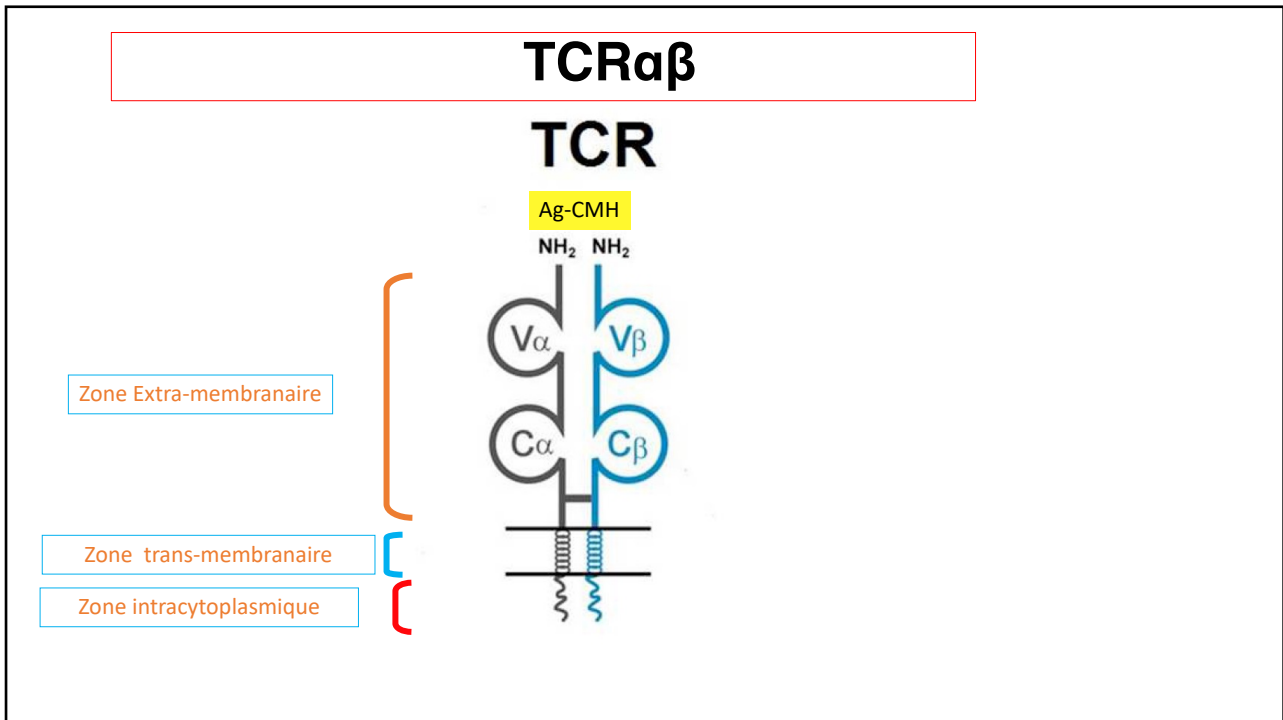 TCRαβ
TCR
Ag-CMH
NH₂ NH₂
Vα Vβ
Zone Extra-membranaire
Cα Cβ
Zone trans-membranaire
Zone intracytoplasmique